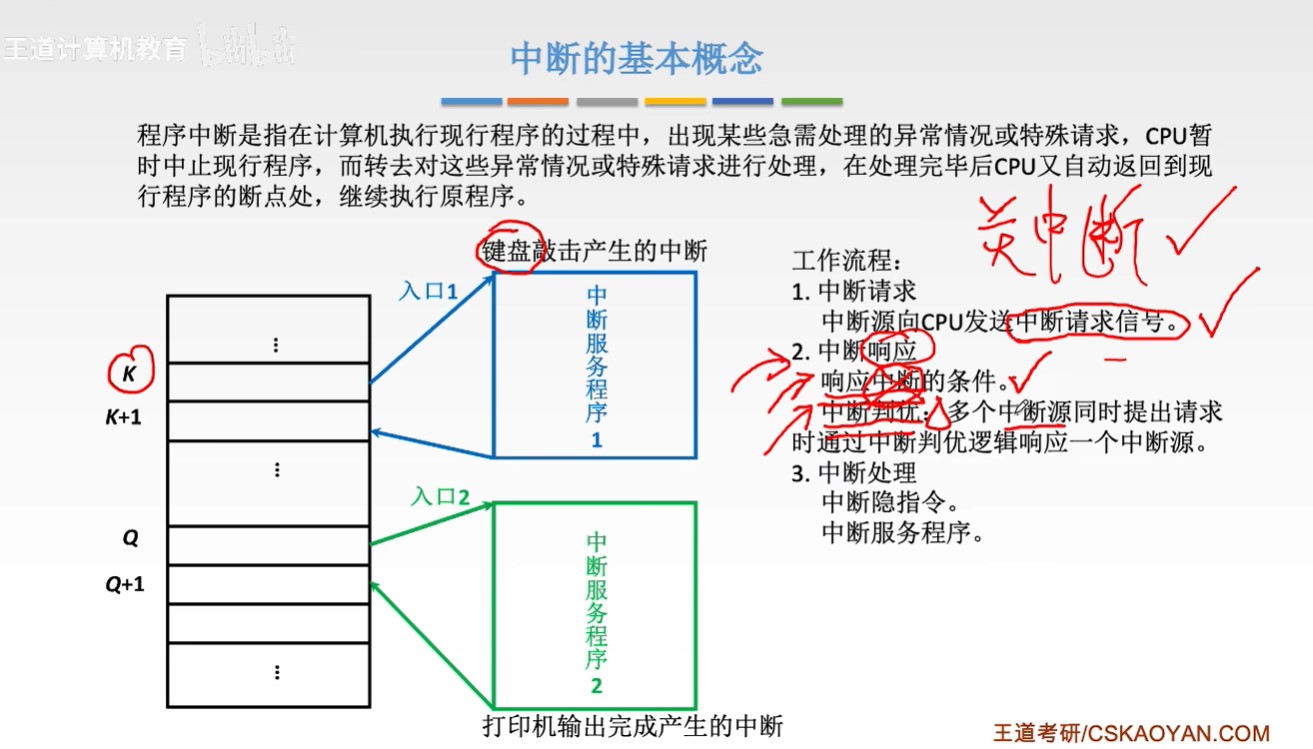 王道计算机教育 bilibili
中断的基本概念
程序中断是指在计算机执行现行程序的过程中，出现某些急需处理的异常情况或特殊请求，CPU暂
时中止现行程序，而转去对这些异常情况或特殊请求进行处理，在处理完毕后CPU又自动返回到现
行程序的断点处，继续执行原程序。
关中断
键盘敲击产生的中断
入口1
中断服务程序1
⋮
K
K+1
⋮
Q
Q+1
⋮
入口2
中断服务程序2
打印机输出完成产生的中断
工作流程：
1. 中断请求
中断源向CPU发送中断请求信号。
2. 中断响应
响应中断的条件。
中断判优：多个中断源同时提出请求
时通过中断判优逻辑响应一个中断源。
3. 中断处理
中断隐指令。
中断服务程序。
王道考研/CSKAOYAN.COM